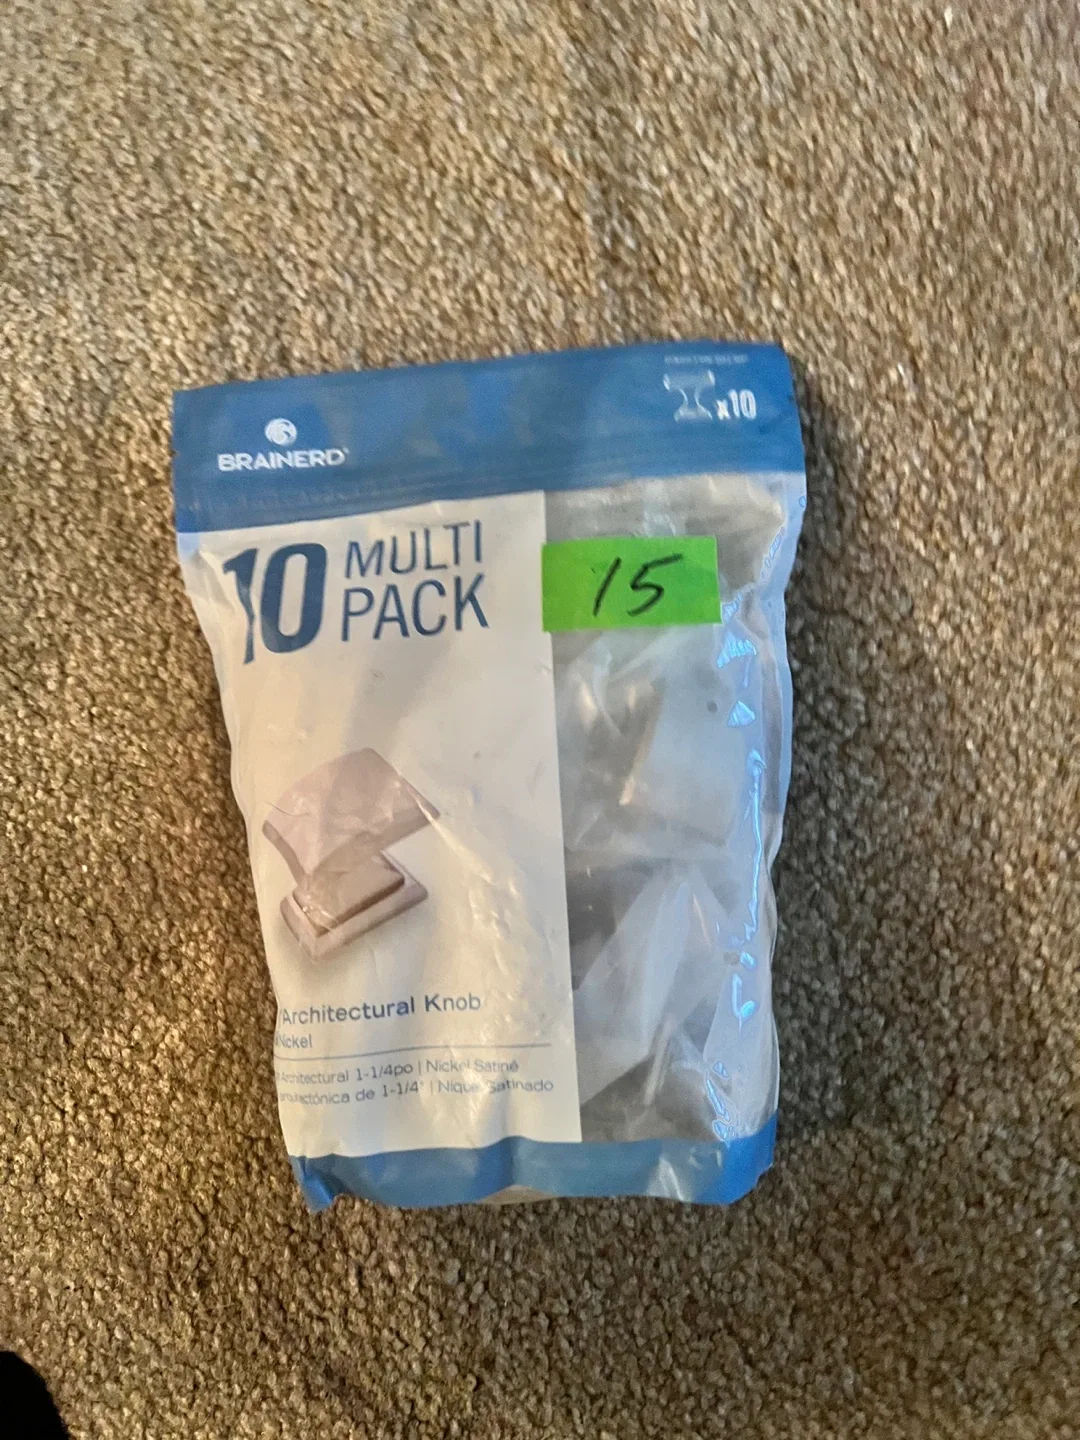 x10
BRAINERD
10 MULTI
PACK
15
Architectural Knob
Nickel
Architectural 1-1/4po | Nickel Satiné
de 1-1/4" | Níquel Satinado